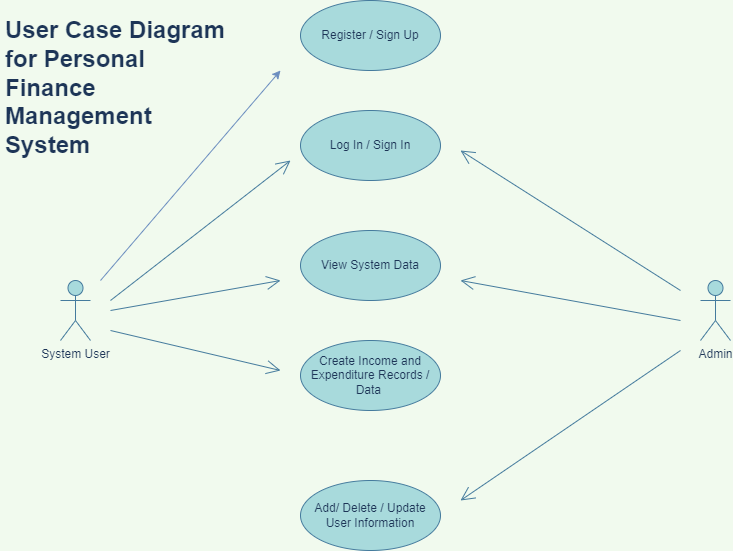 User Case Diagram
for Personal
Finance
Management
System
Register / Sign Up
Log In / Sign In
View System Data
System User
Admin
Create Income and
Expenditure Records /
Data
Add/ Delete / Update
User Information